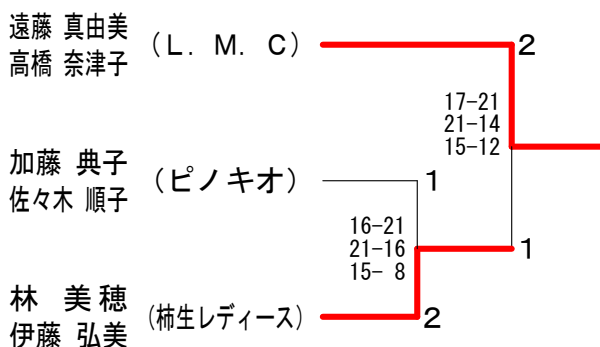 遠藤 真由美
高橋 奈津子
(L. M. C)
2
17-21
21-14
15-12
加藤 典子
佐々木 順子
(ピノキオ)
1
16-21
21-16
15- 8
1
林 美穂
伊藤 弘美
(柿生レディース)
2